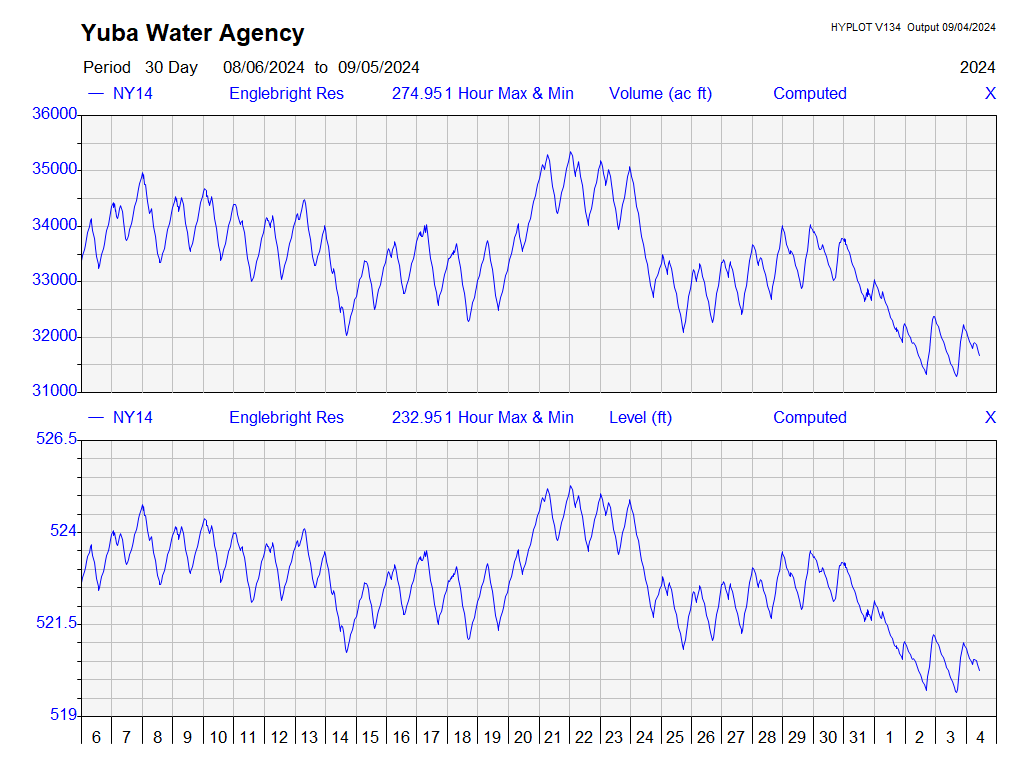 Yuba Water Agency
HYPLOT V134 Output 09/04/2024
Period 30 Day 08/06/2024 to 09/05/2024 2024
NY14 Englebright Res 274.951 Hour Max & Min Volume (ac ft) Computed X
36000
35000
34000
33000
32000
31000
NY14 Englebright Res 232.951 Hour Max & Min Level (ft) Computed X
526.5
524
521.5
519
6 7 8 9 10 11 12 13 14 15 16 17 18 19 20 21 22 23 24 25 26 27 28 29 30 31 1 2 3 4